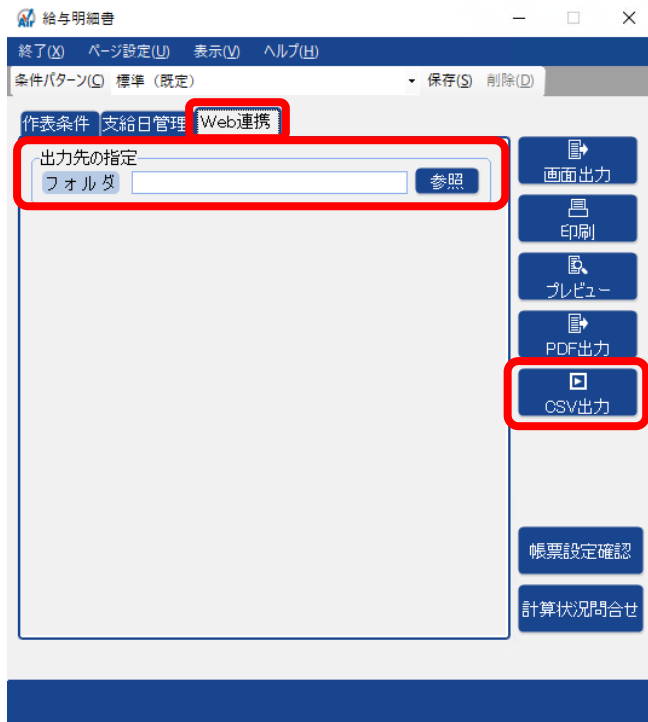 給与明細書
終了(X) ページ設定(U) 表示(V) ヘルプ(H)
条件パターン(C) 標準（既定） 保存(S) 削除(D)
作表条件 支給日管理 Web連携
出力先の指定
フォルダ 参照
画面出力
印刷
プレビュー
PDF出力
CSV出力
帳票設定確認
計算状況問合せ